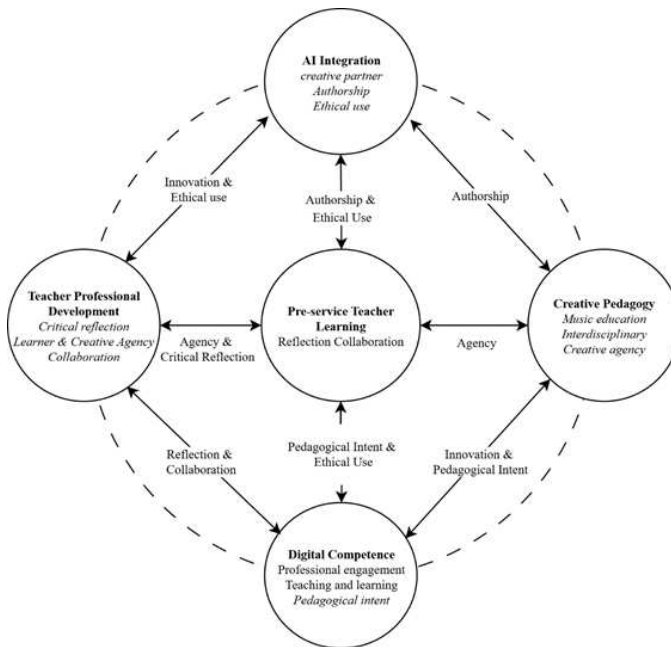 AI Integration
creative partner
Authorship
Ethical use
Innovation &
Ethical use
Authorship &
Ethical Use
Authorship
Teacher Professional
Development
Critical reflection
Learner & Creative Agency
Collaboration
Agency &
Critical Reflection
Pre-service Teacher
Learning
Reflection Collaboration
Agency
Creative Pedagogy
Music education
Interdisciplinary
Creative agency
Reflection &
Collaboration
Pedagogical Intent &
Ethical Use
Innovation &
Pedagogical Intent
Digital Competence
Professional engagement
Teaching and learning
Pedagogical intent